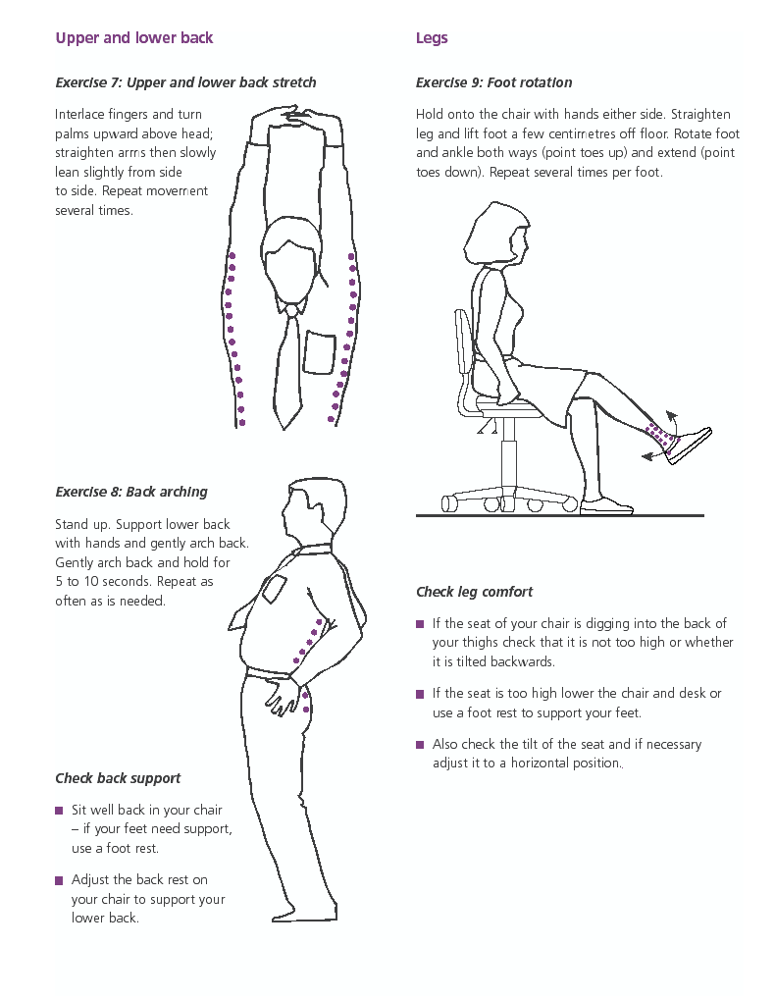 Upper and lower back
Exercise 7: Upper and lower back stretch
Interlace fingers and turn
palms upward above head;
straighten arms then slowly
lean slightly from side
to side. Repeat movement
several times.
Exercise 8: Back arching
Stand up. Support lower back
with hands and gently arch back.
Gently arch back and hold for
5 to 10 seconds. Repeat as
often as is needed.
Check back support
■ Sit well back in your chair
– if your feet need support,
use a foot rest.
■ Adjust the back rest on
your chair to support your
lower back.
Legs
Exercise 9: Foot rotation
Hold onto the chair with hands either side. Straighten
leg and lift foot a few centimetres off floor. Rotate foot
and ankle both ways (point toes up) and extend (point
toes down). Repeat several times per foot.
Check leg comfort
■ If the seat of your chair is digging into the back of
your thighs check that it is not too high or whether
it is tilted backwards.
■ If the seat is too high lower the chair and desk or
use a foot rest to support your feet.
■ Also check the tilt of the seat and if necessary
adjust it to a horizontal position..